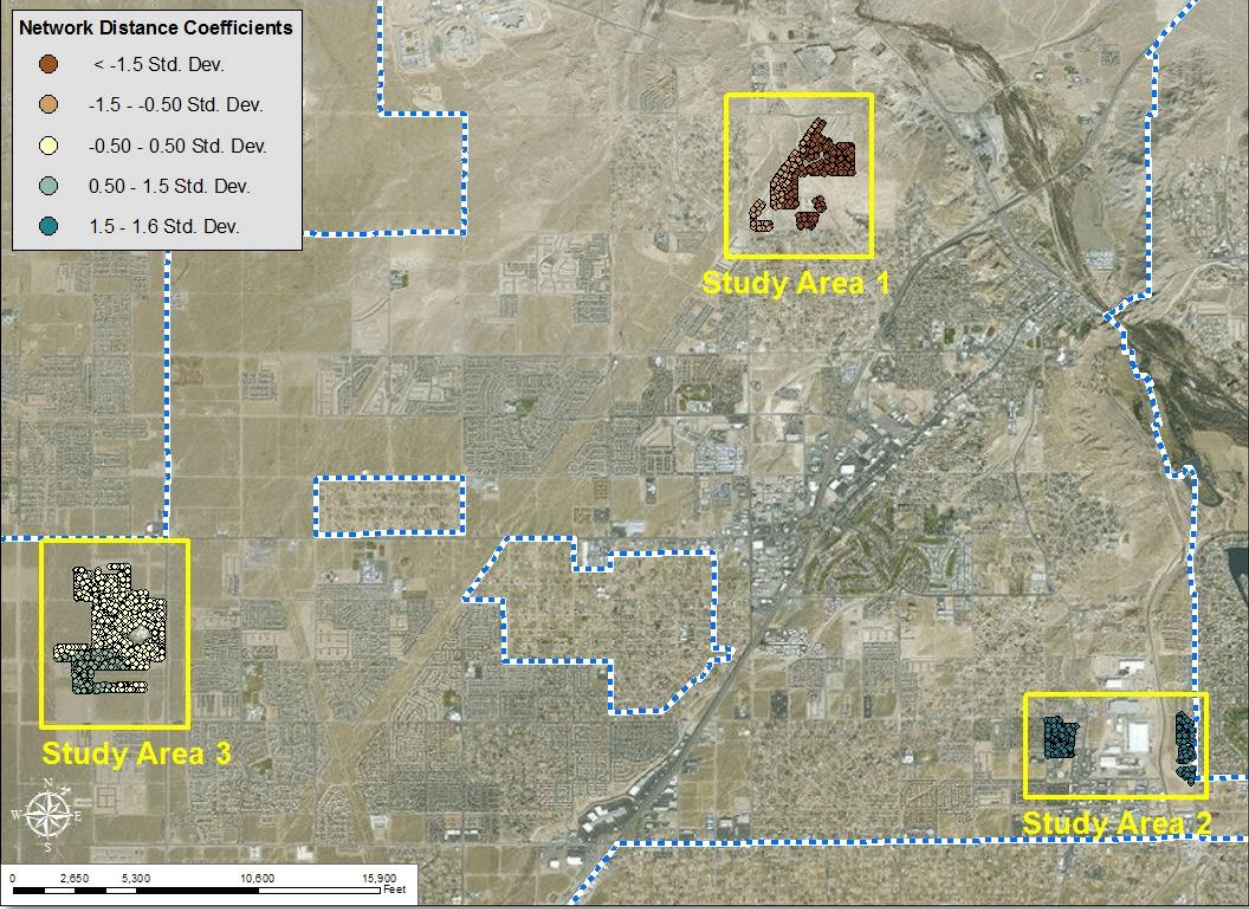 Network Distance Coefficients
< -1.5 Std. Dev.
-1.5 - -0.50 Std. Dev.
-0.50 - 0.50 Std. Dev.
0.50 - 1.5 Std. Dev.
1.5 - 1.6 Std. Dev.
Study Area 1
Study Area 3
Study Area 2
N
W E
S
0 2,650 5,300 10,600 15,900
Feet